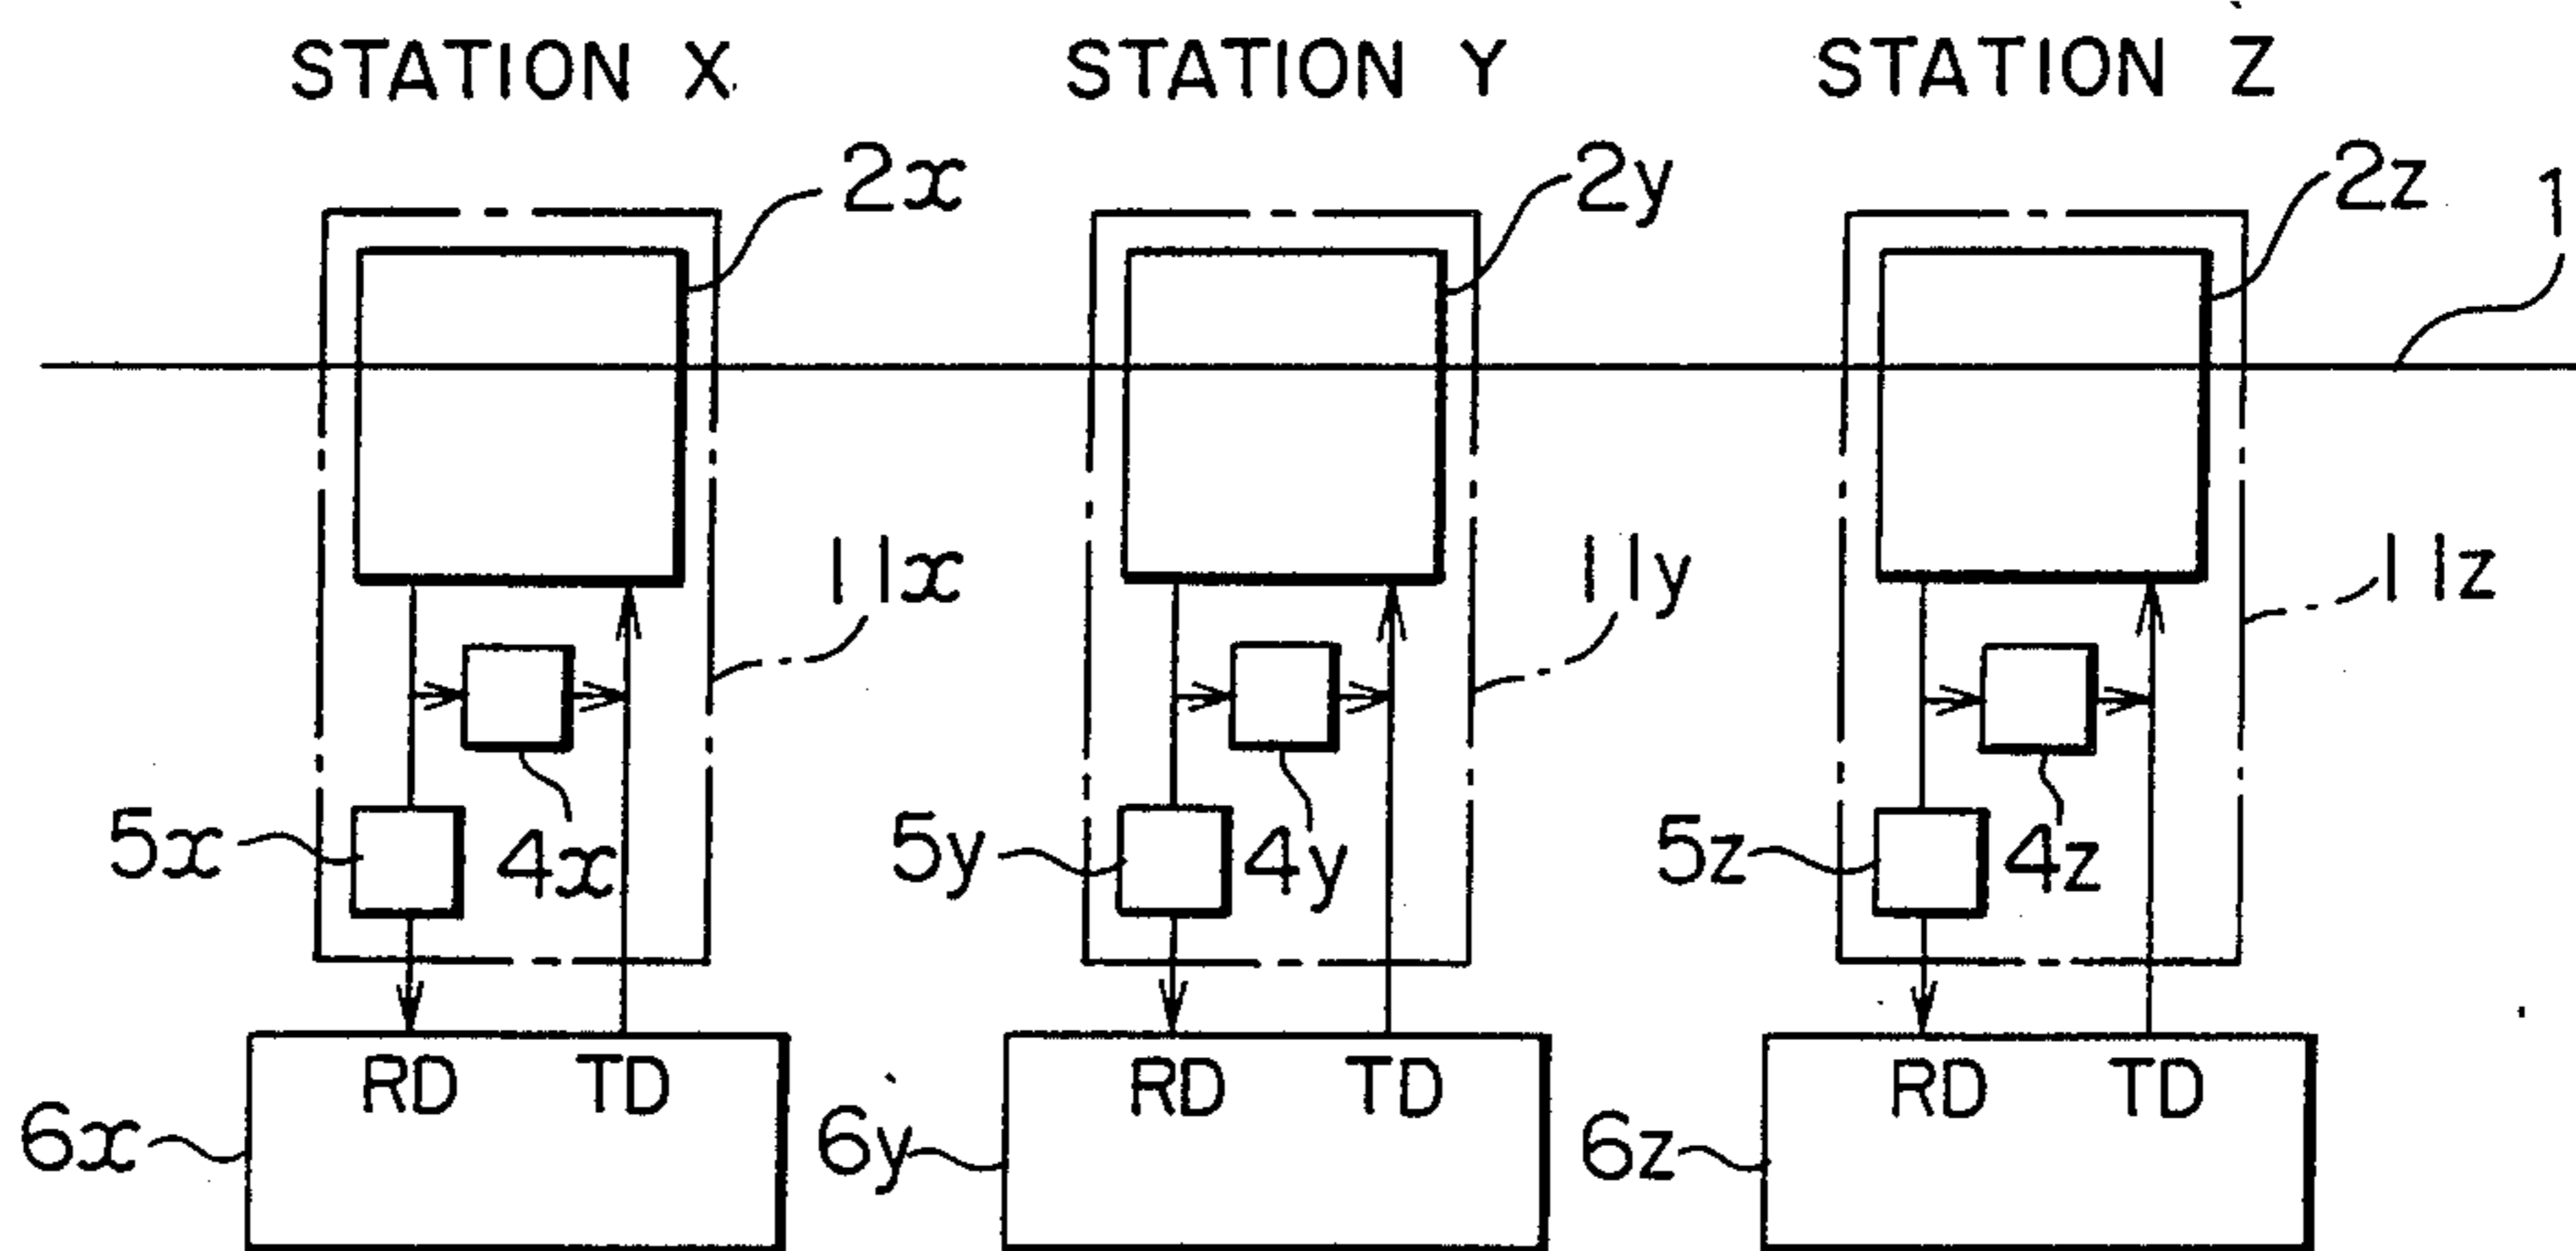 STATION X STATION Y STATION Z
2x 2y 2z 1
11x 11y 11z
5x 4x 5y 4y 5z 4z
RD TD RD TD RD TD
6x 6y 6z